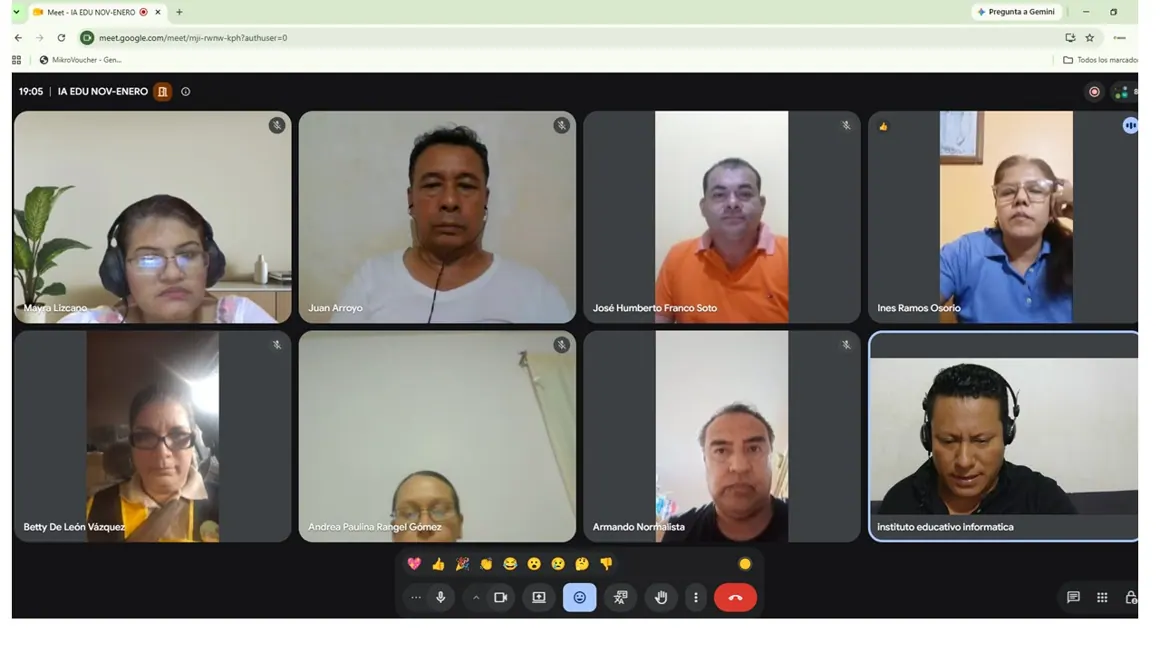 Meet - IA EDU NOV-ENERO
Pregunta a Gemini
meet.google.com/meet/mji-rwnw-kph?authuser=0
MikroVoucher - Gen...
Todos los marcado
19:05 | IA EDU NOV-ENERO
8
Mayra Lizcano
Juan Arroyo
José Humberto Franco Soto
Ines Ramos Osorio
Betty De León Vázquez
Andrea Paulina Rangel Gómez
Armando Normalista
instituto educativo informatica